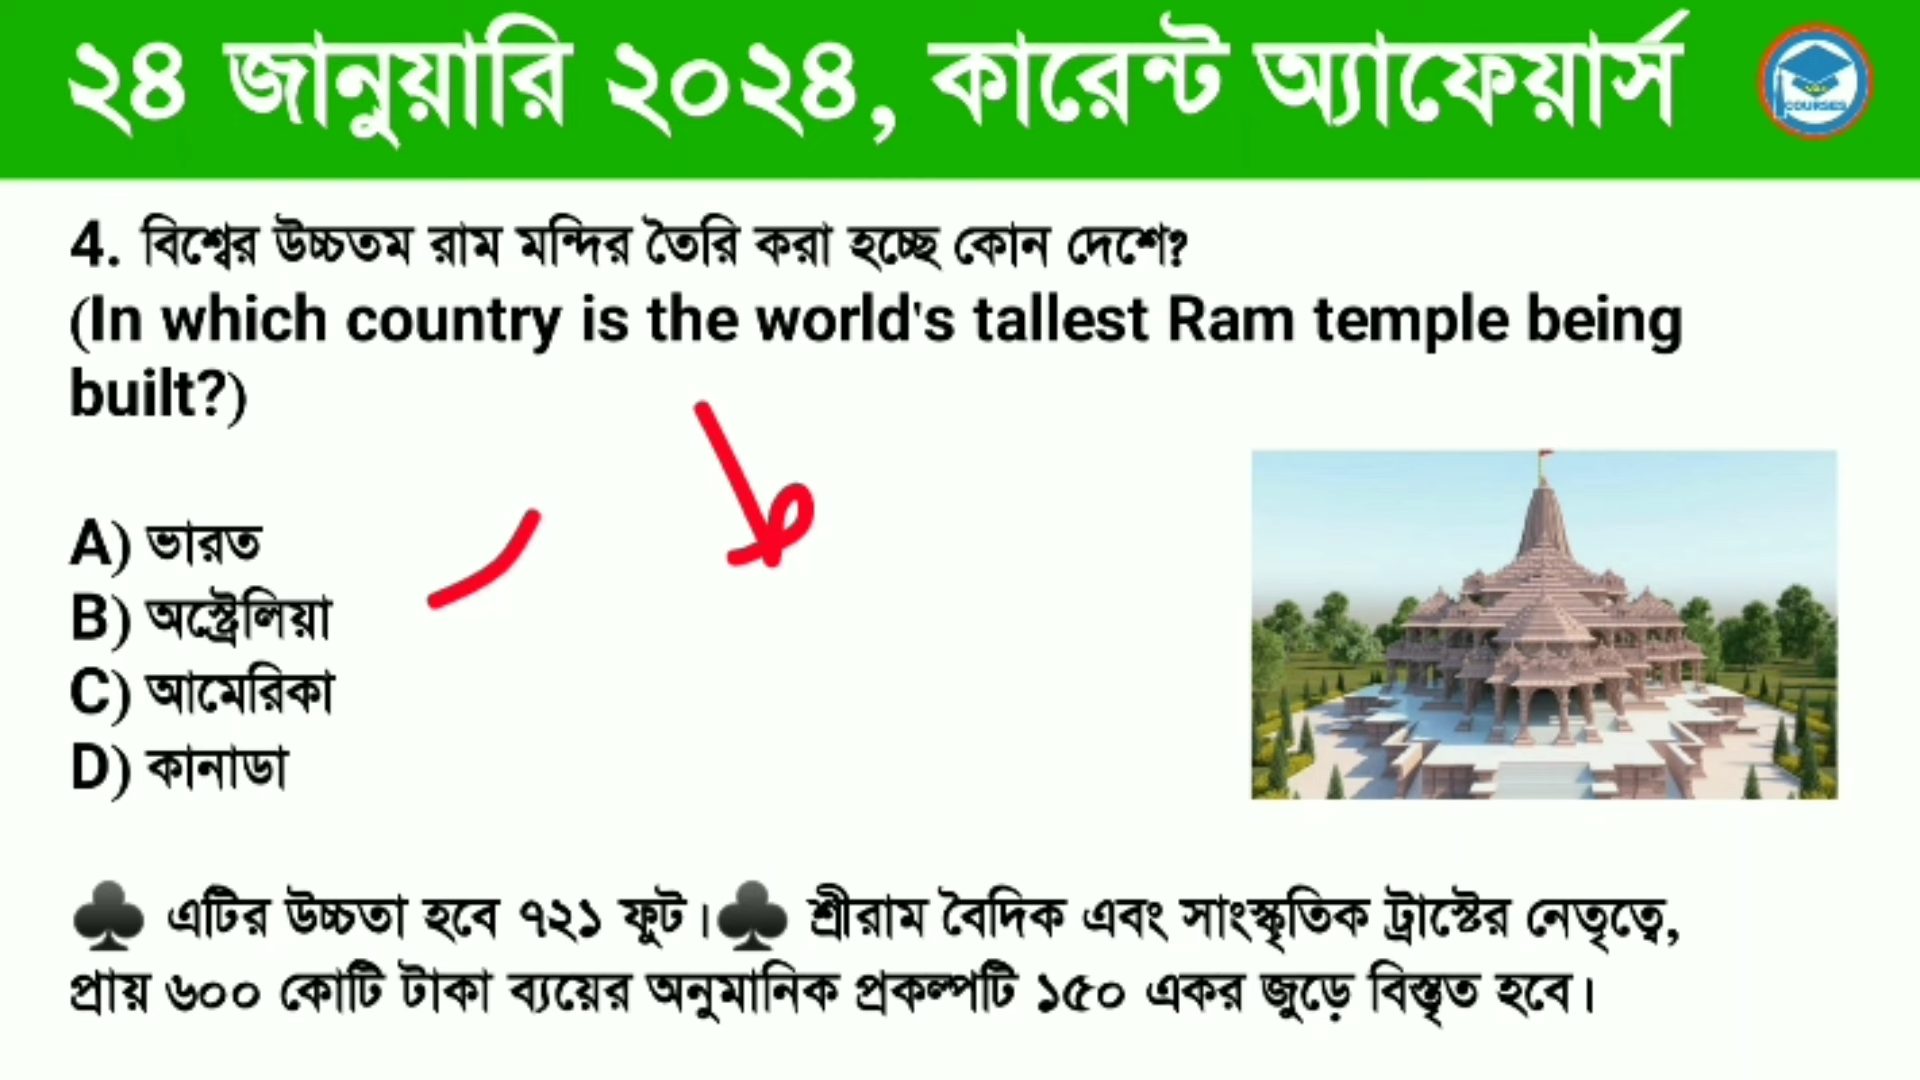 ২৪ জানুয়ারি ২০২৪, কারেন্ট অ্যাফেয়ার্স
COURSES
4. বিশ্বের উচ্চতম রাম মন্দির তৈরি করা হচ্ছে কোন দেশে?
(In which country is the world's tallest Ram temple being
built?)
A) ভারত
B) অস্ট্রেলিয়া
C) আমেরিকা
D) কানাডা
♣ এটির উচ্চতা হবে ৭২১ ফুট।♣ শ্রীরাম বৈদিক এবং সাংস্কৃতিক ট্রাস্টের নেতৃত্বে,
প্রায় ৬০০ কোটি টাকা ব্যয়ের অনুমানিক প্রকল্পটি ১৫০ একর জুড়ে বিস্তৃত হবে।